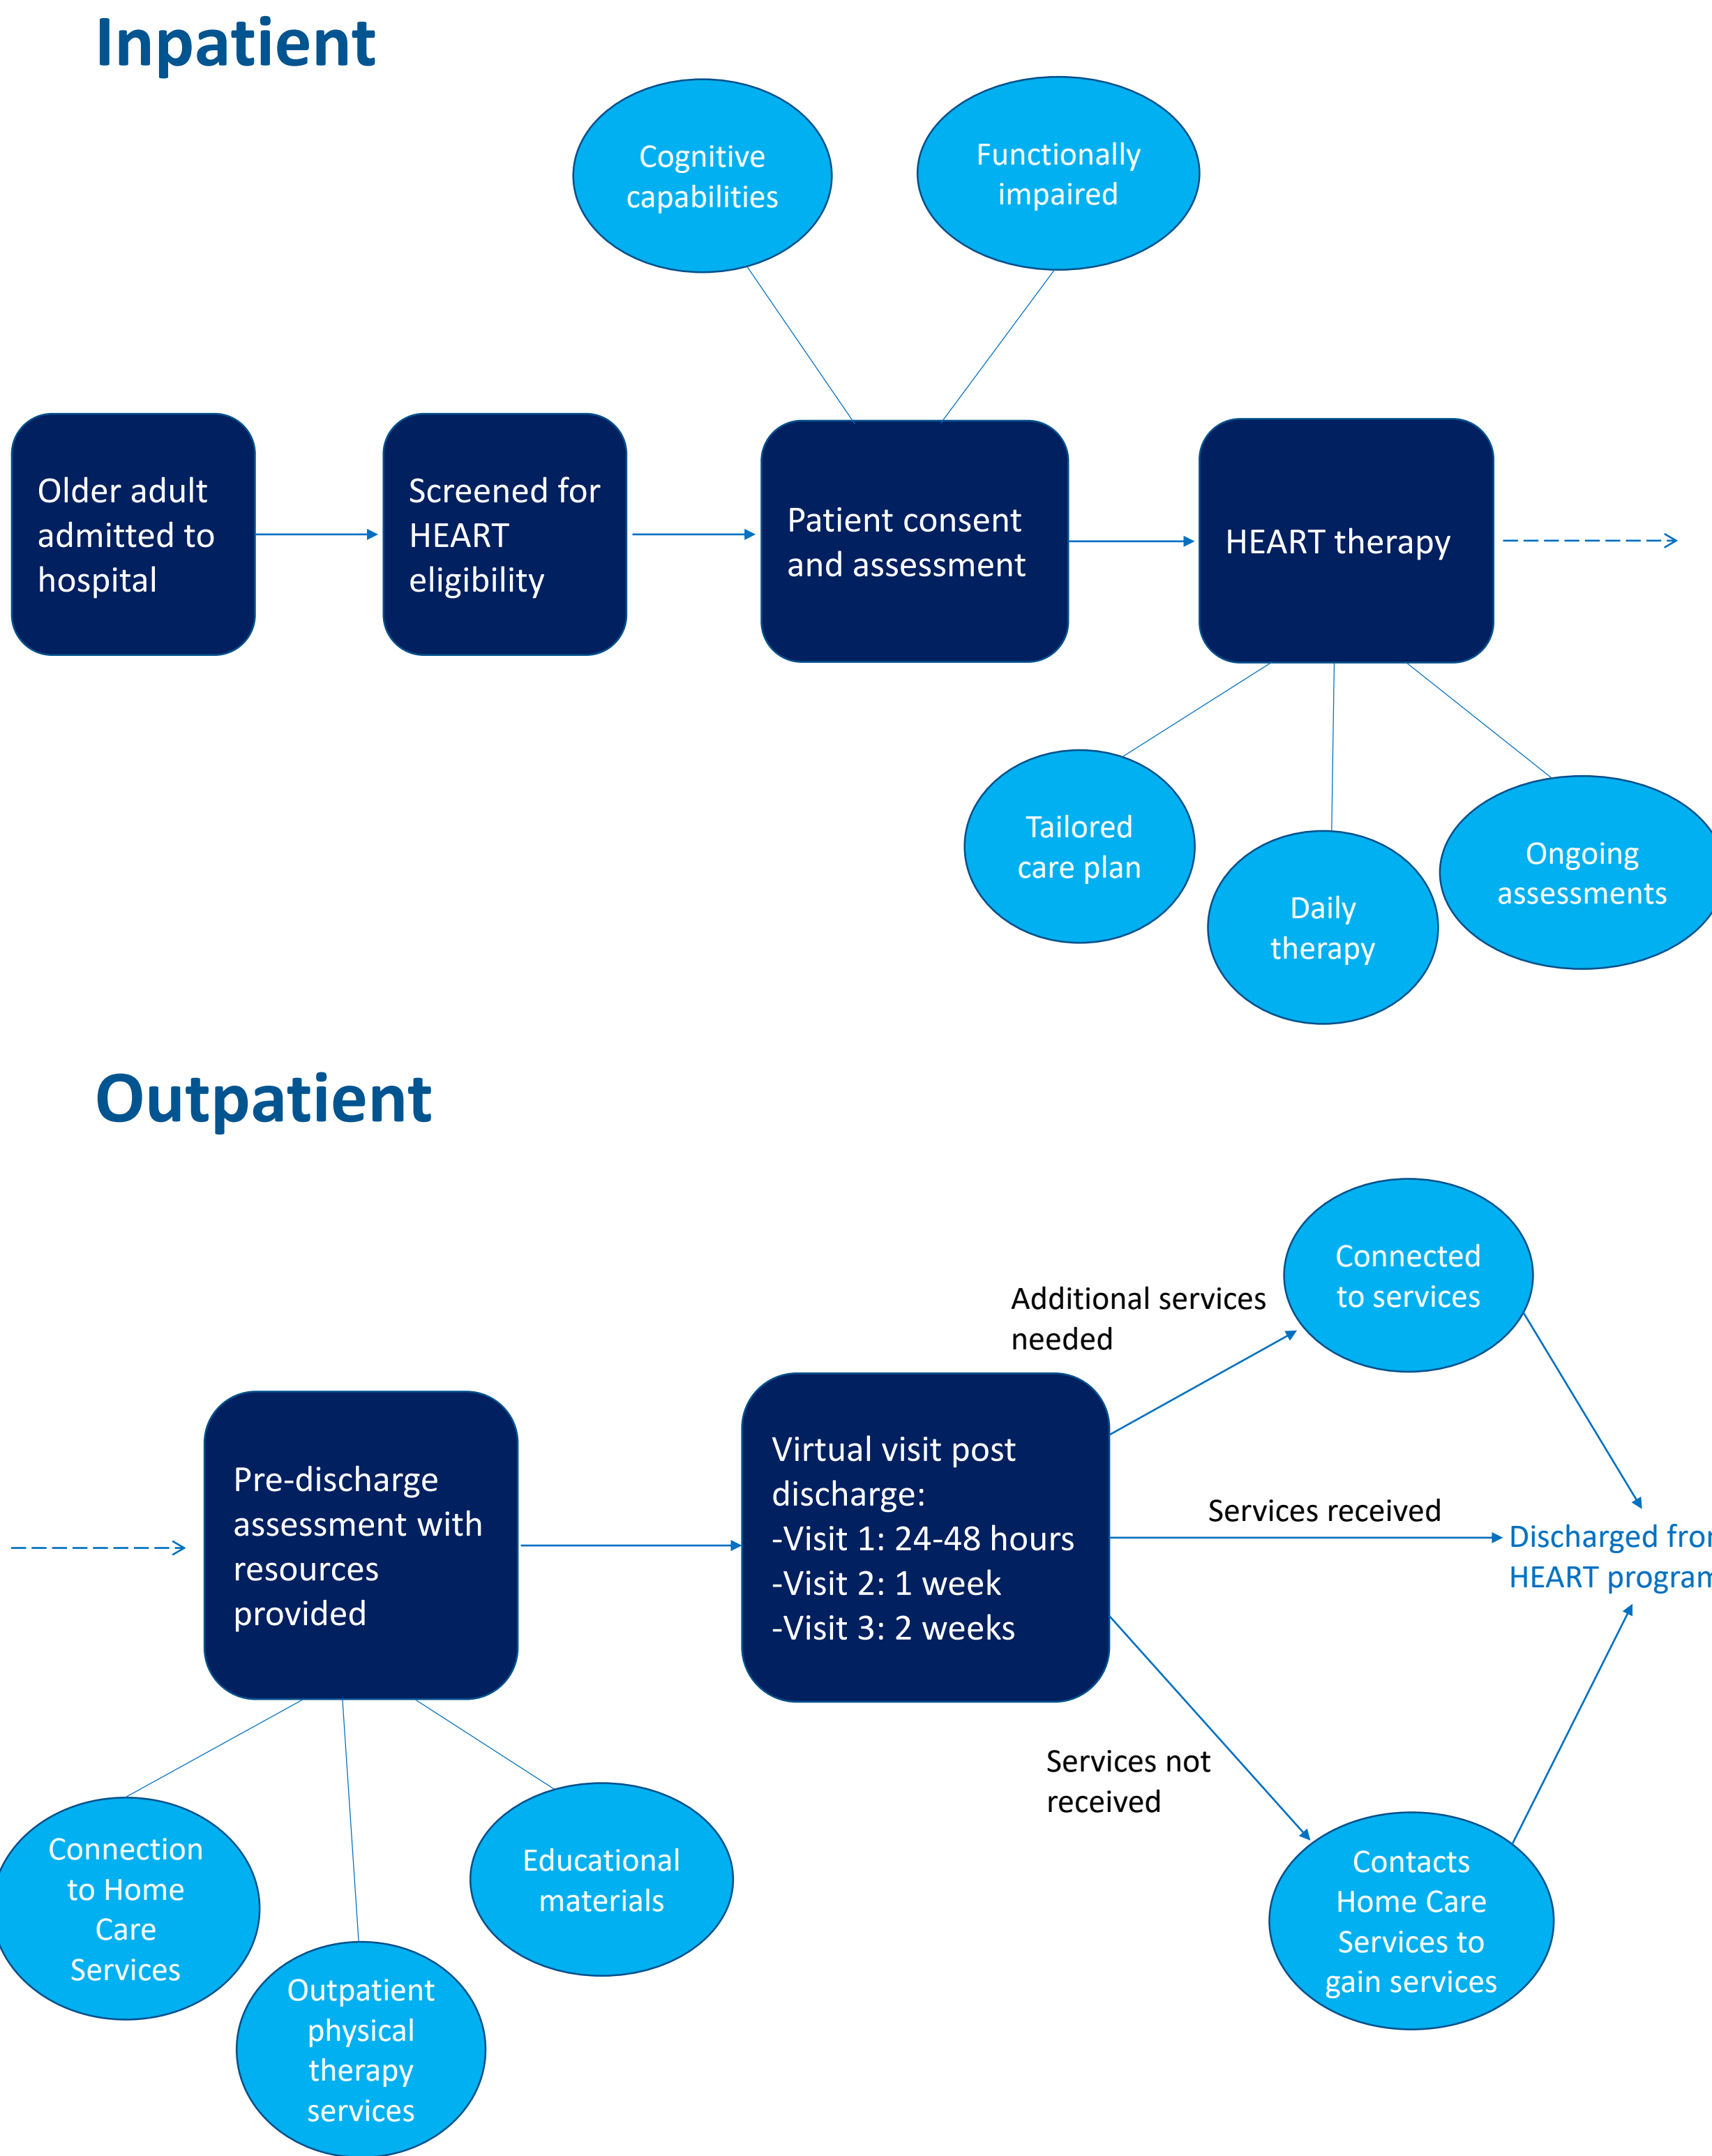 Inpatient
Cognitive
capabilities
Functionally
impaired
Older adult
admitted to
hospital
Screened for
HEART
eligibility
Patient consent
and assessment
HEART therapy
Tailored
care plan
Daily
therapy
Ongoing
assessments
Outpatient
Pre-discharge
assessment with
resources
provided
Connection
to Home
Care
Services
Outpatient
physical
therapy
services
Educational
materials
Virtual visit post
discharge:
-Visit 1: 24-48 hours
-Visit 2: 1 week
-Visit 3: 2 weeks
Additional services
needed
Connected
to services
Services received
Discharged
HEART
Services not
received
Contacts
Home Care
Services to
gain services